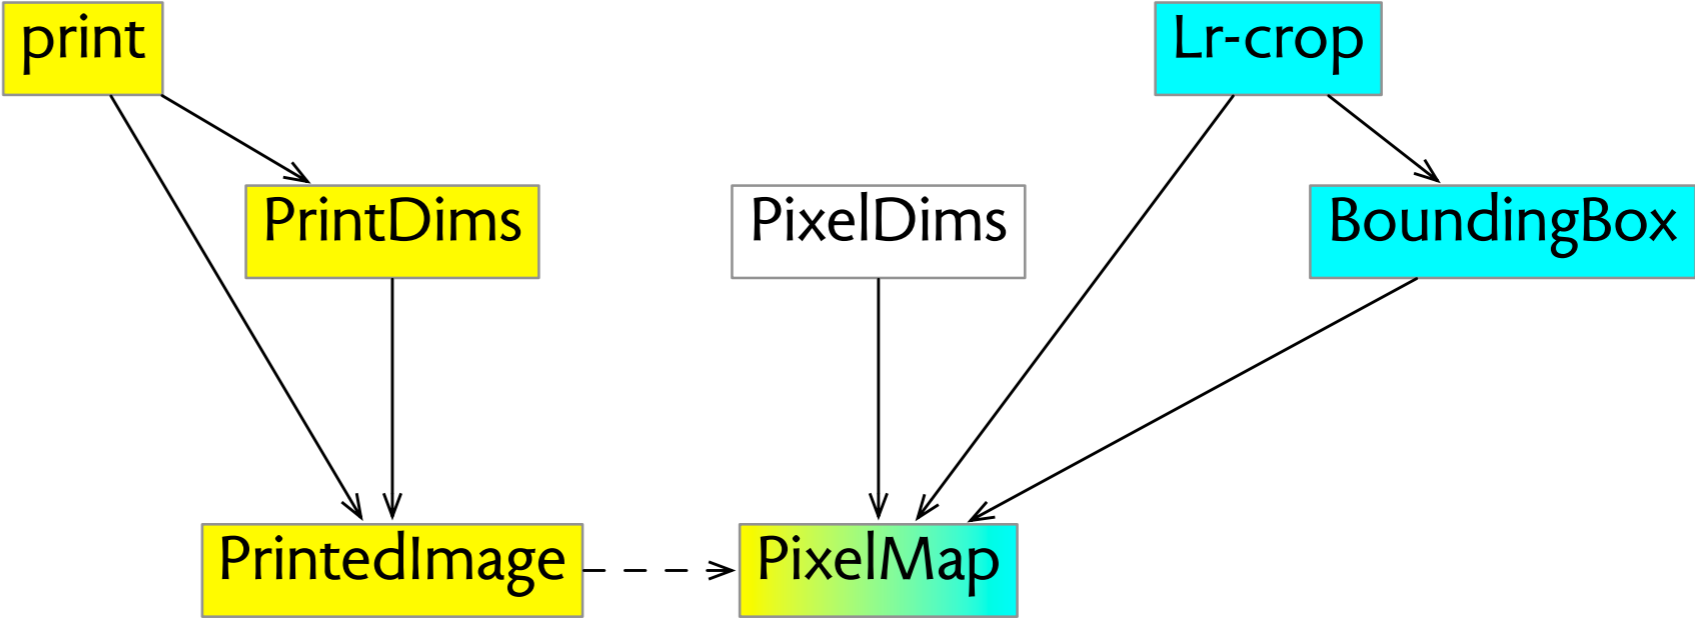 print
Lr-crop
PrintDims
PixelDims
BoundingBox
PrintedImage
PixelMap